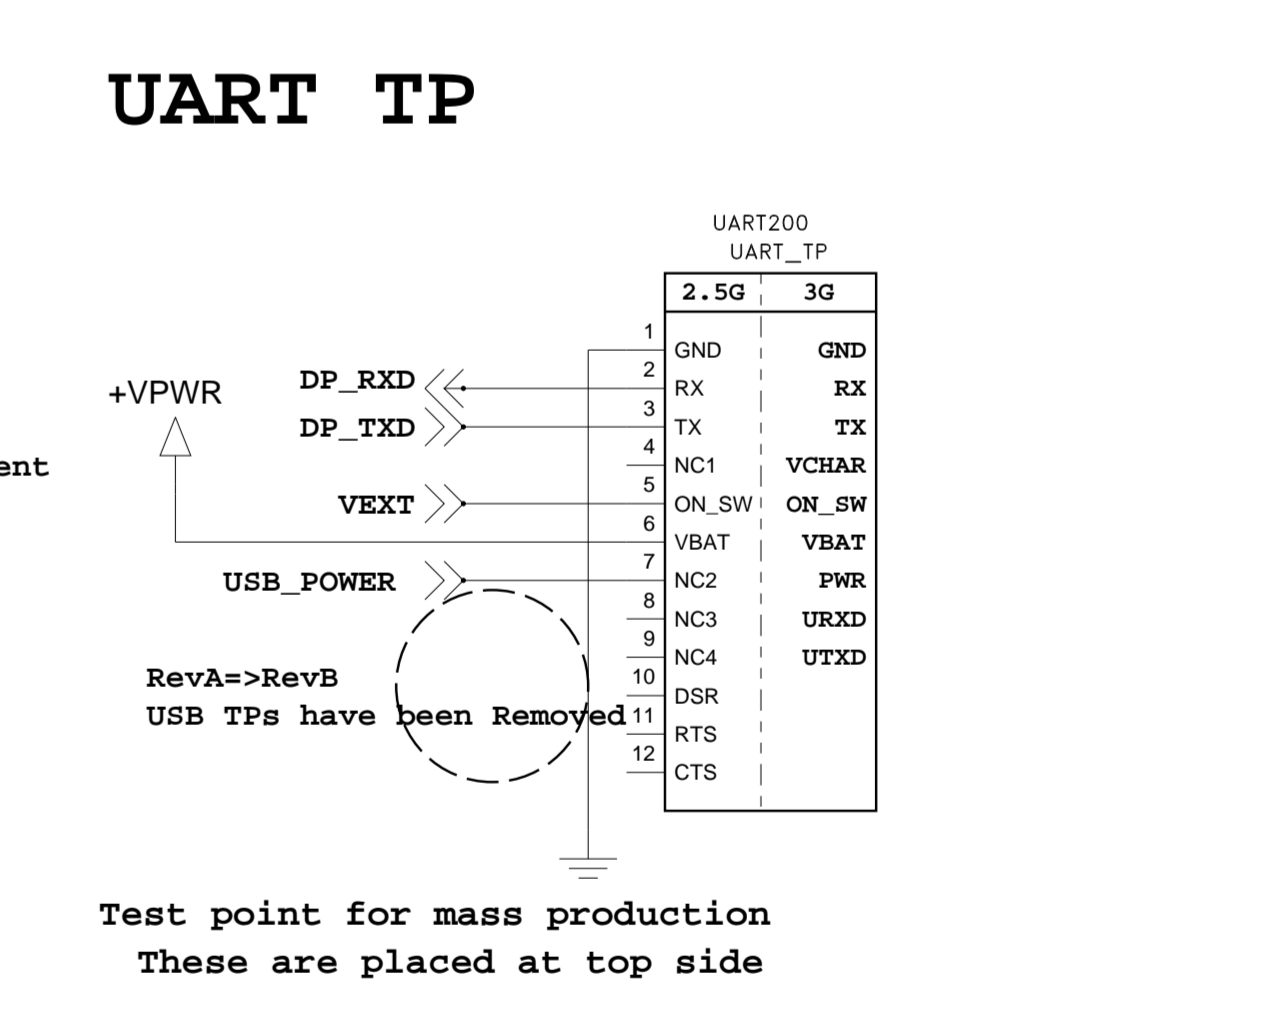 UART TP
UART200
UART_TP
2.5G 3G
1
GND GND
2
DP_RXD RX RX
+VPWR
3
DP_TXD TX TX
4
ent NC1 VCHAR
5
VEXT ON_SW ON_SW
6
VBAT VBAT
7
USB_POWER NC2 PWR
8
NC3 URXD
9
NC4 UTXD
RevA=>RevB
10
DSR
USB TPs have been Removed
11
RTS
12
CTS
Test point for mass production
These are placed at top side